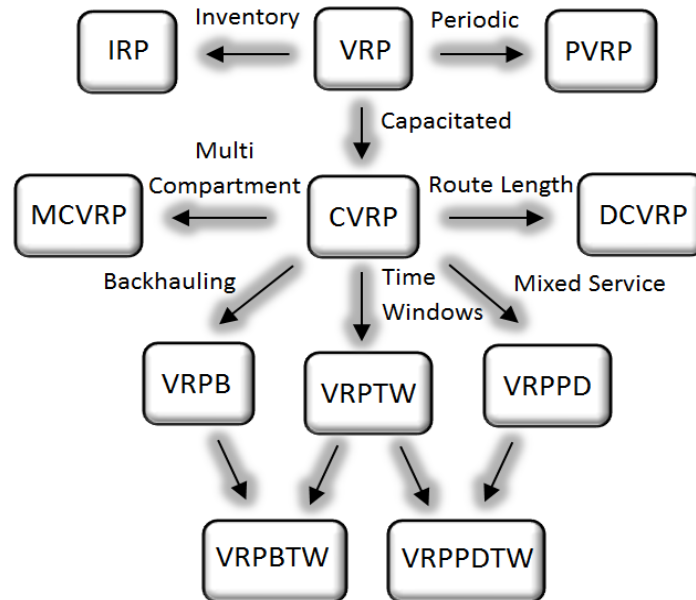 Inventory
Periodic
IRP
VRP
PVRP
Capacitated
Multi
Compartment
Route Length
MCVRP
CVRP
DCVRP
Backhauling
Time
Windows
Mixed Service
VRPB
VRPTW
VRPPD
VRPBTW
VRPPDTW